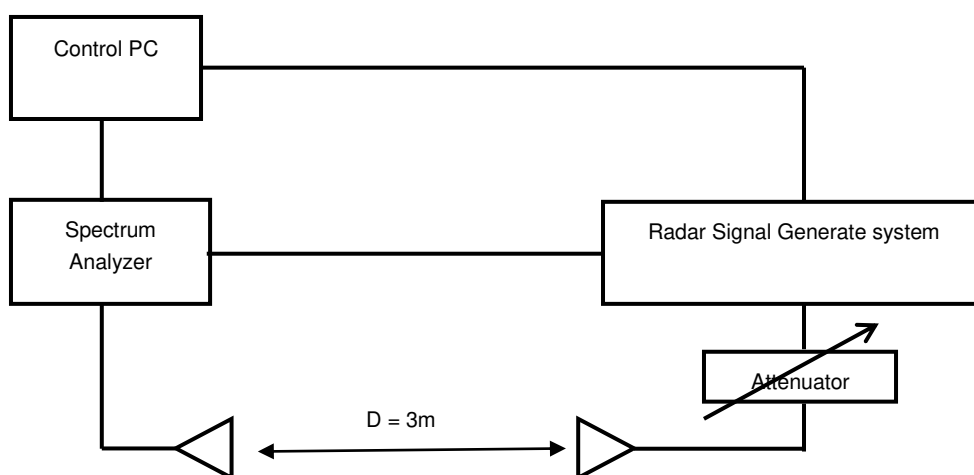 Control PC
Spectrum
Analyzer
Radar Signal Generate system
Attenuator
D = 3m